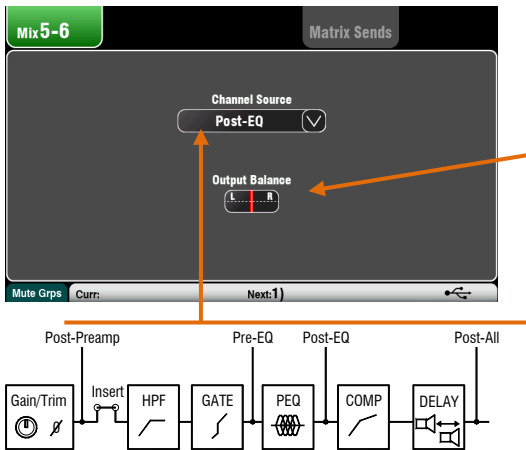 Mix5-6
Matrix Sends
Channel Source
Post-EQ
Output Balance
L R
Mute Grps Curr: Next:1)
Post-Preamp Pre-EQ Post-EQ Post-All
Gain/Trim Insert HPF GATE PEQ COMP DELAY